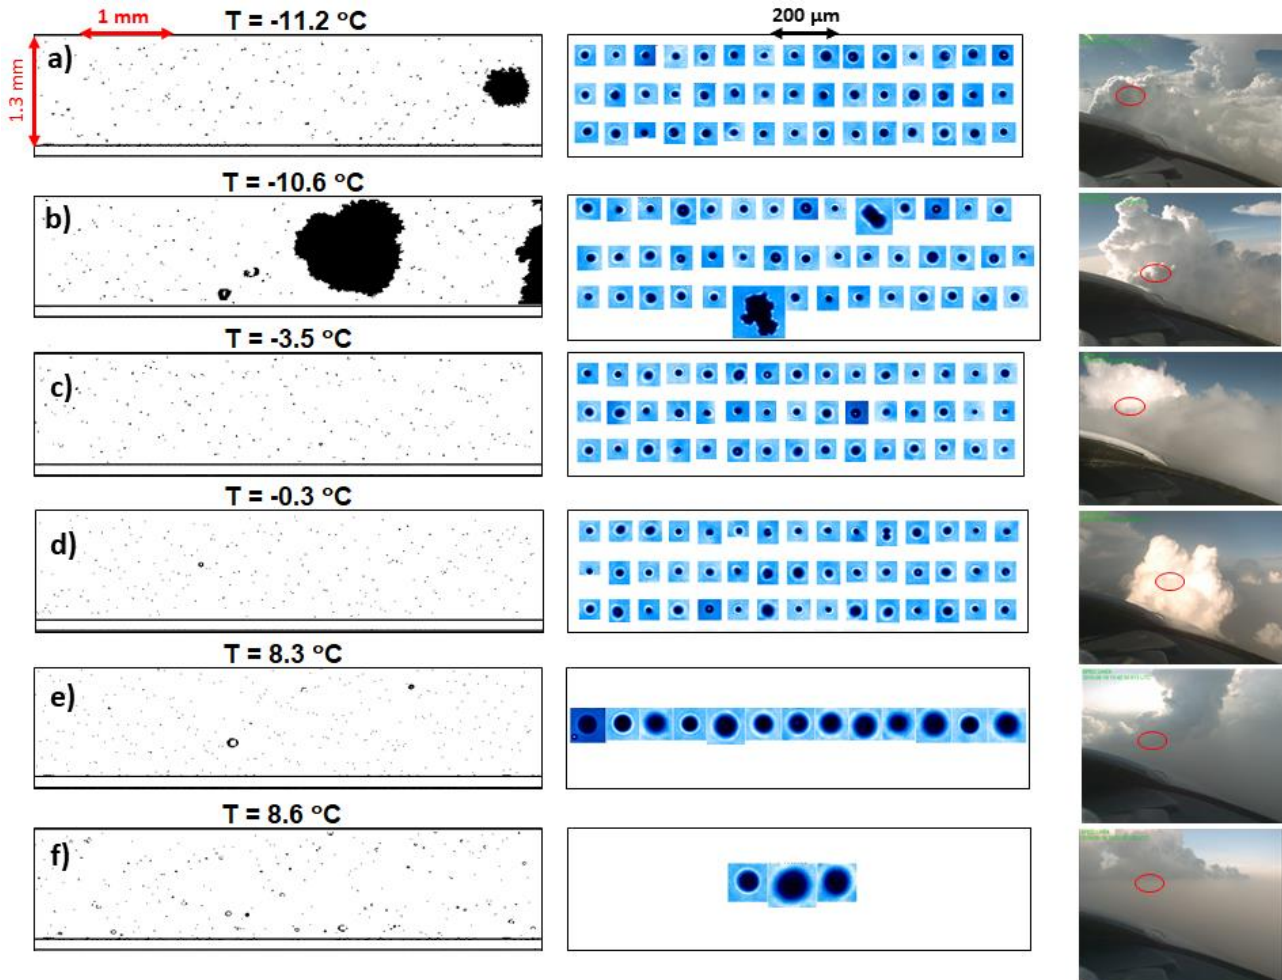 1 mm
T = -11.2 °C
200 µm
a)
1.3 mm
T = -10.6 °C
b)
T = -3.5 °C
c)
T = -0.3 °C
d)
T = 8.3 °C
e)
T = 8.6 °C
f)